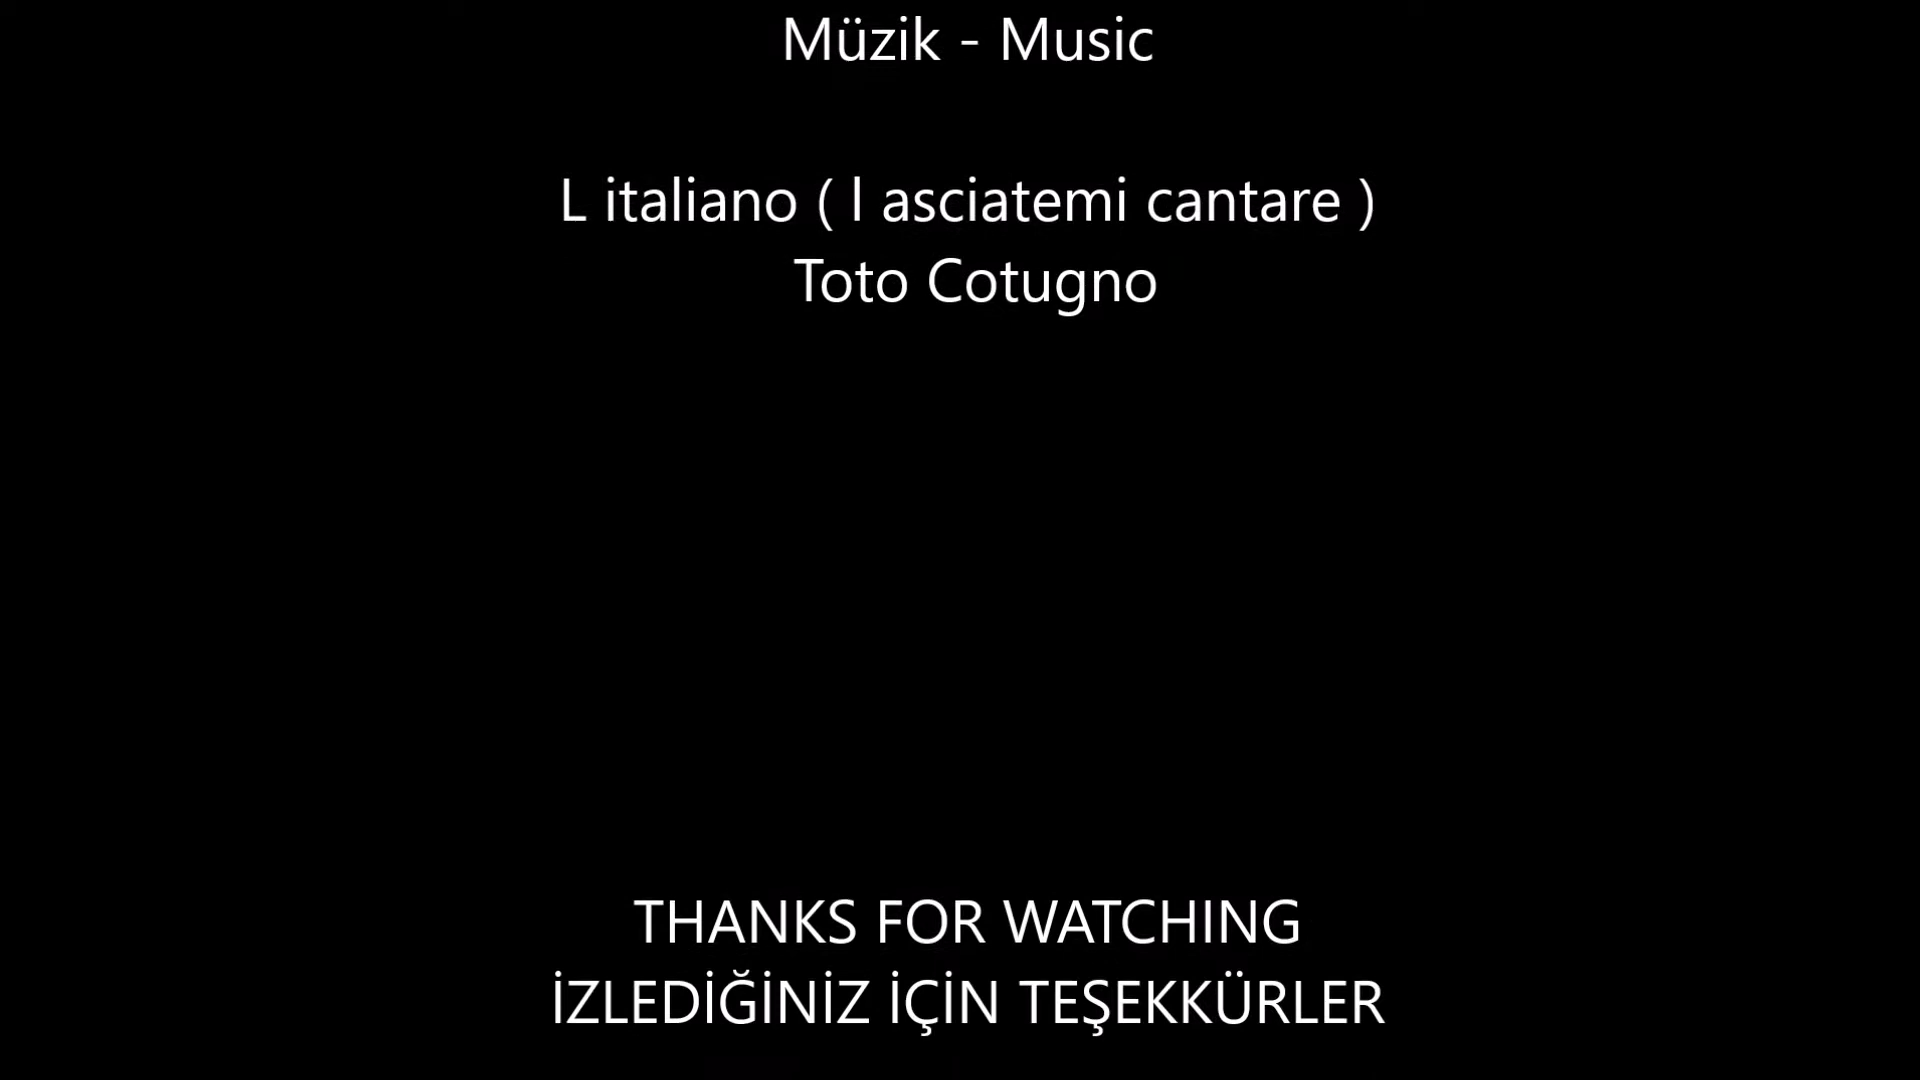 Müzik - Music
L italiano ( l asciatemi cantare )
Toto Cotugno
THANKS FOR WATCHING
İZLEDİĞİNİZ İÇİN TEŞEKKÜRLER